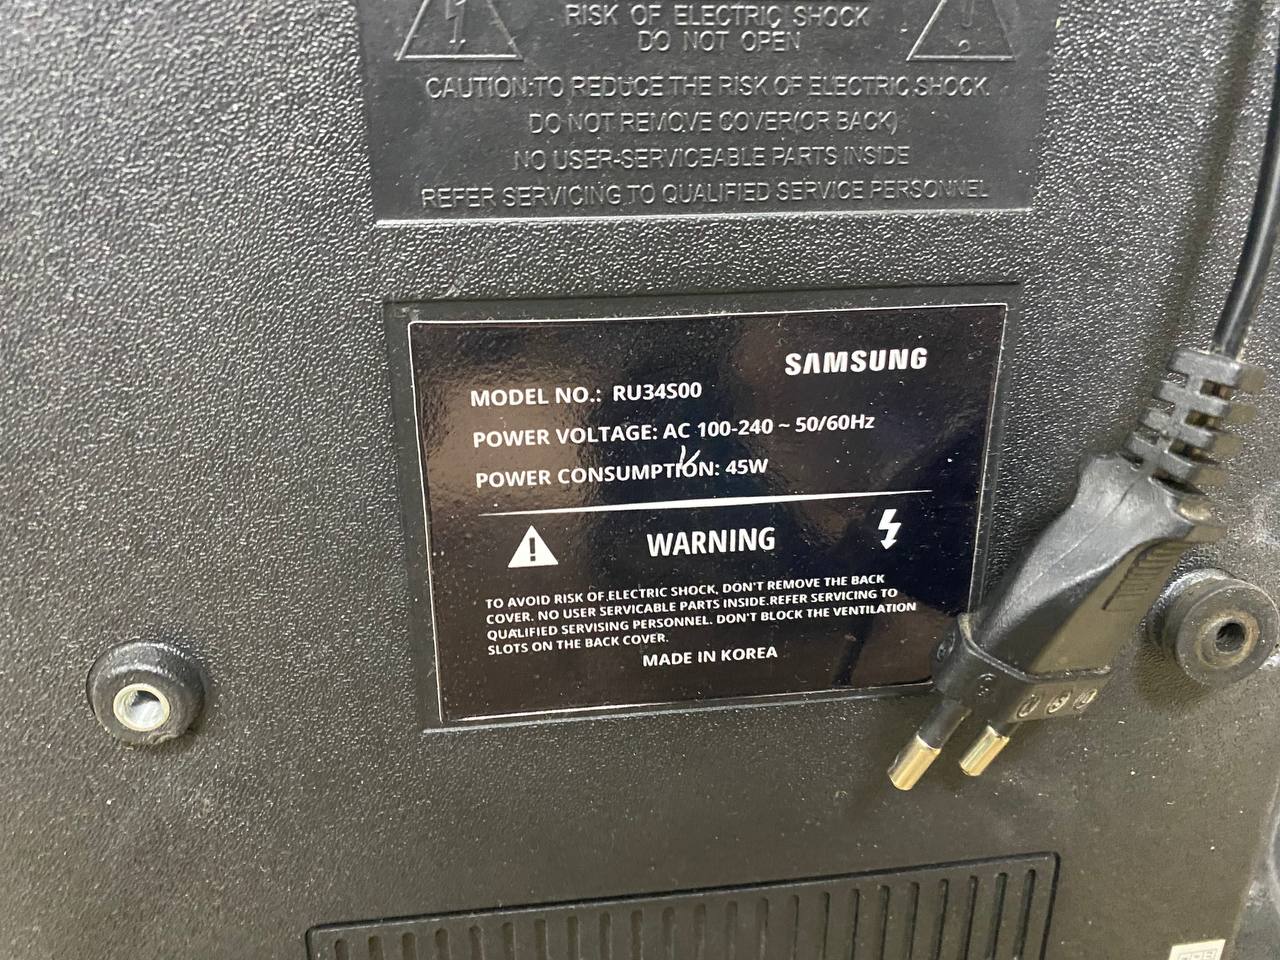 RISK OF ELECTRIC SHOCK
DO NOT OPEN
CAUTION:TO REDUCE THE RISK OF ELECTRIC SHOCK.
DO NOT REMOVE COVER(OR BACK)
NO USER-SERVICEABLE PARTS INSIDE
REFER SERVICING TO QUALIFIED SERVICE PERSONNEL
SAMSUNG
MODEL NO.: RU34S00
POWER VOLTAGE: AC 100-240 ~ 50/60Hz
POWER CONSUMPTION: 45W
WARNING
TO AVOID RISK OF ELECTRIC SHOCK, DON'T REMOVE THE BACK
COVER. NO USER SERVICABLE PARTS INSIDE.REFER SERVICING TO
QUALIFIED SERVISING PERSONNEL. DON'T BLOCK THE VENTILATION
SLOTS ON THE BACK COVER.
MADE IN KOREA